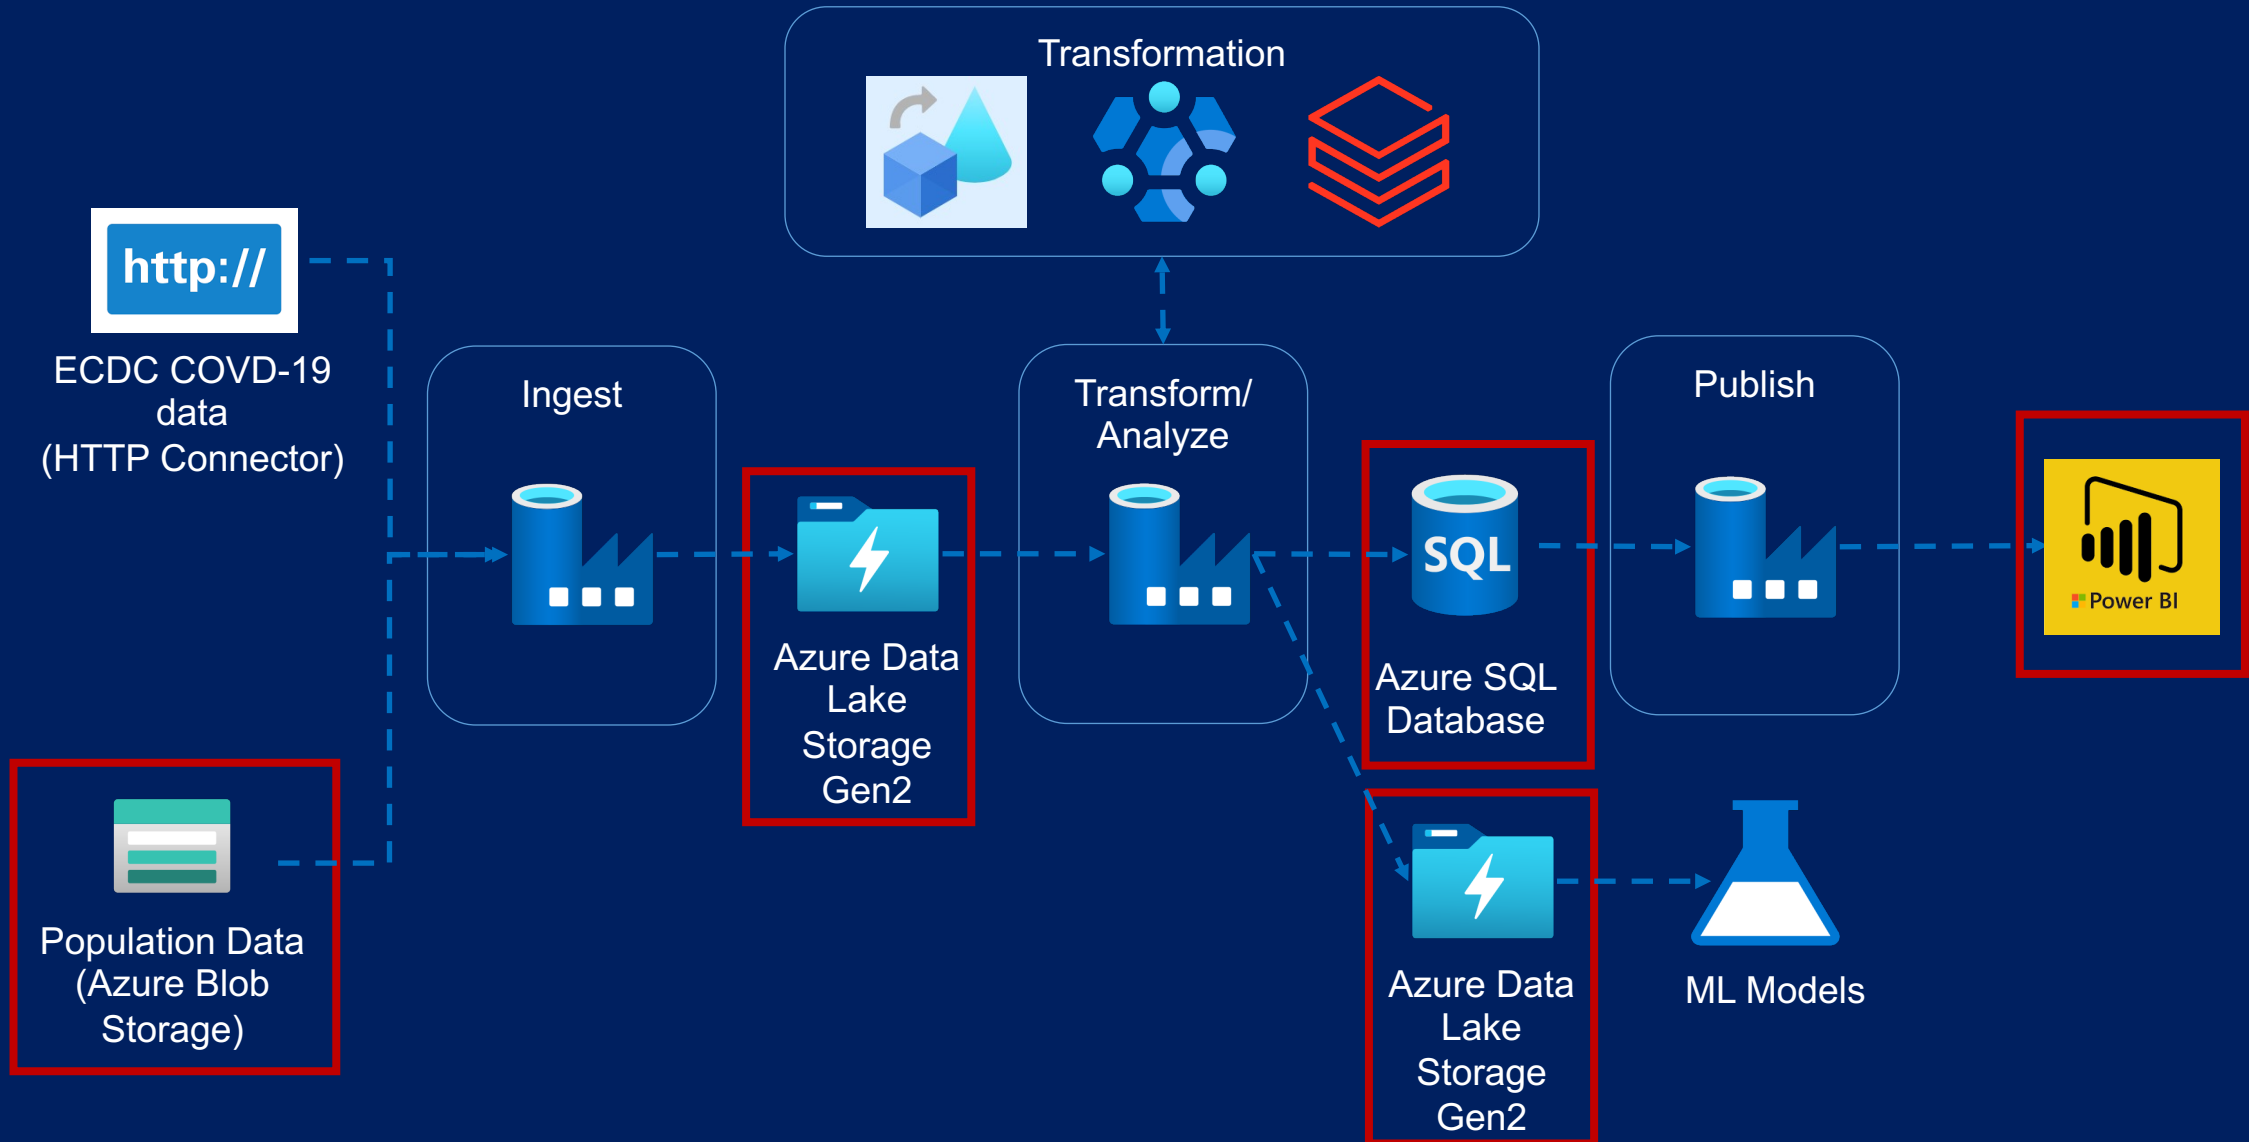 Transformation
http://
ECDC COVD-19
data
(HTTP Connector)
Ingest
Transform/
Analyze
Publish
SQL
Power BI
Azure Data
Lake
Storage
Gen2
Azure SQL
Database
Population Data
(Azure Blob
Storage)
Azure Data
Lake
Storage
Gen2
ML Models